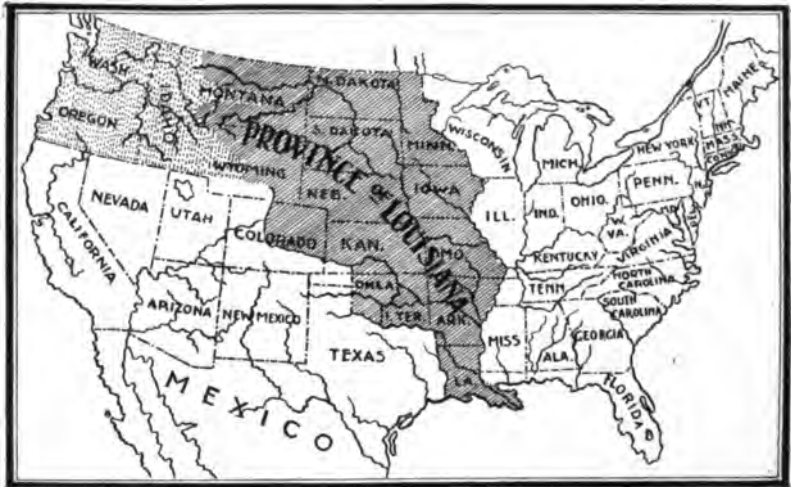 WASH.
OREGON
IDAHO
MONTANA
WYOMING
N. DAKOTA
S. DAKOTA
MINN.
WISCONSIN
MICH.
NEB.
IOWA
PROVINCE OF LOUISIANA
NEVADA
UTAH
COLORADO
KAN.
MO.
CALIFORNIA
ARIZONA
NEW MEXICO
OKLA.
I. TER.
ARK.
TEXAS
LA.
MEXICO
ILL.
IND.
OHIO.
KENTUCKY
TENN.
MISS
ALA.
GEORGIA
FLORIDA
SOUTH
CAROLINA
NORTH
CAROLINA
VIRGINIA
W.
VA.
PENN.
NEW YORK
VT.
MAINE
MASS.
CONN.